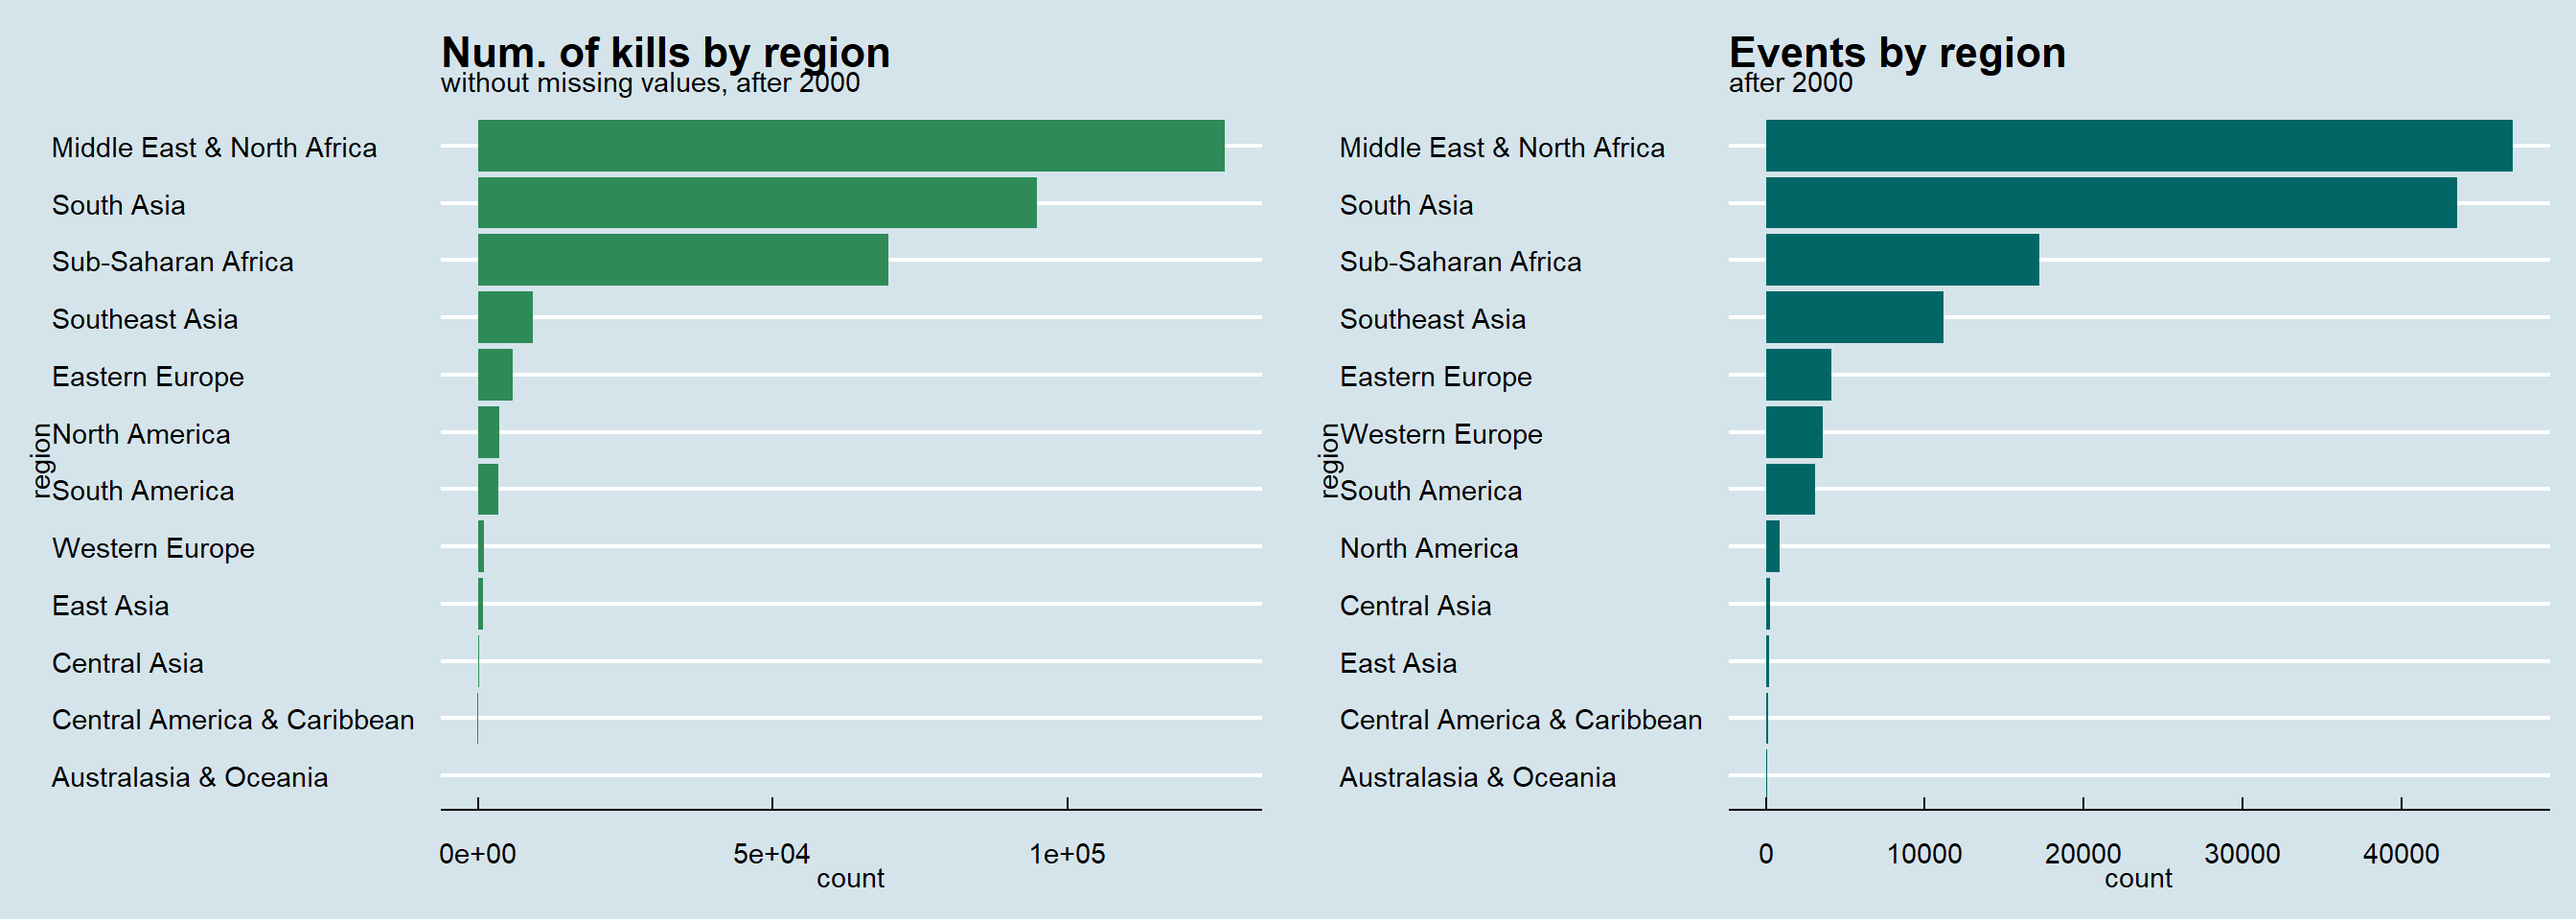 Num. of kills by region
without missing values, after 2000
Middle East & North Africa
South Asia
Sub-Saharan Africa
Southeast Asia
Eastern Europe
North America
South America
Western Europe
East Asia
Central Asia
Central America & Caribbean
Australasia & Oceania
region
0e+00 5e+04 1e+05
count
Events by region
after 2000
Middle East & North Africa
South Asia
Sub-Saharan Africa
Southeast Asia
Eastern Europe
Western Europe
South America
North America
Central Asia
East Asia
Central America & Caribbean
Australasia & Oceania
region
0 10000 20000 30000 40000
count